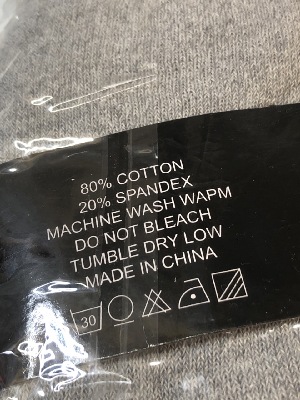 80% COTTON
20% SPANDEX
MACHINE WASH WAPM
DO NOT BLEACH
TUMBLE DRY LOW
MADE IN CHINA
30